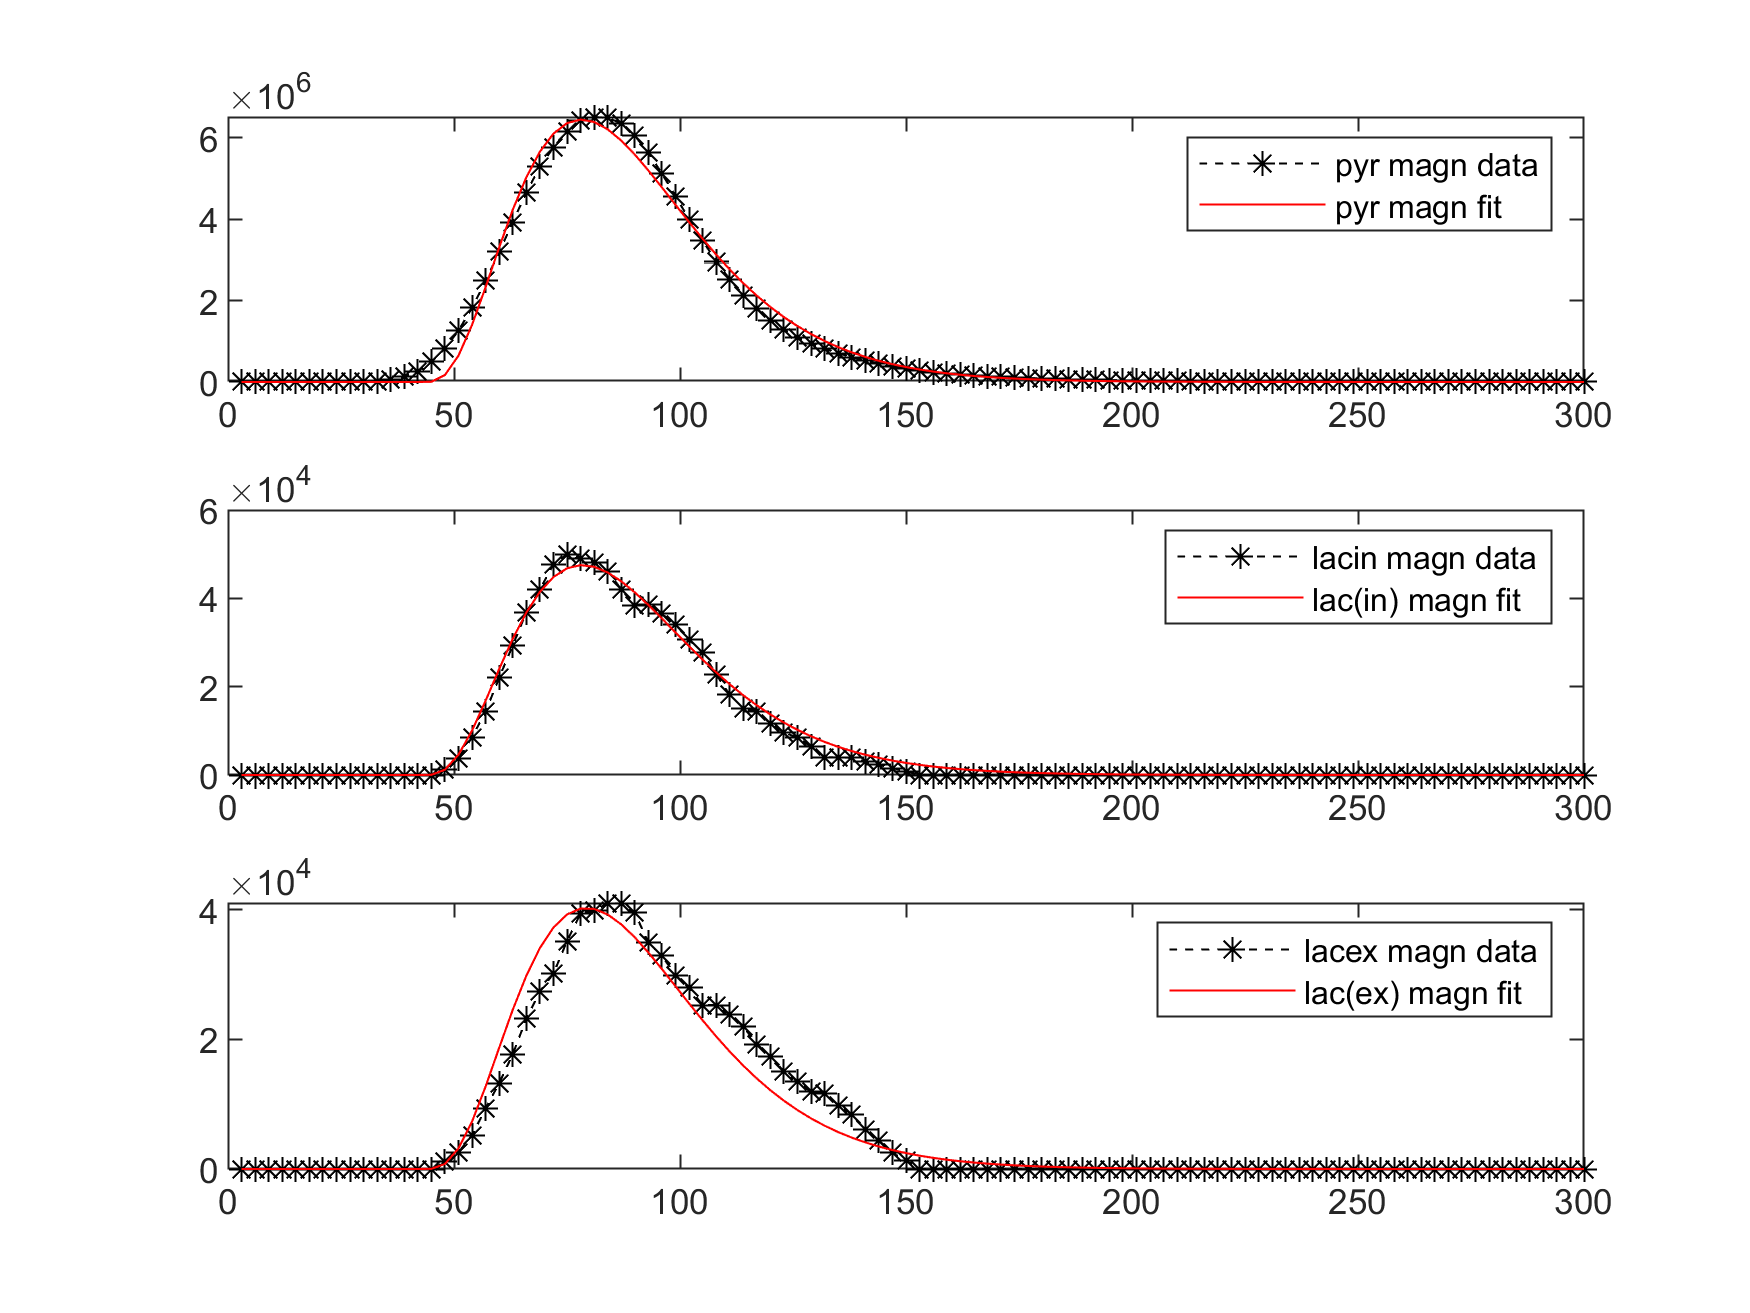 ×10^6
6
4
2
0
0 50 100 150 200 250 300
pyr magn data
pyr magn fit
×10^4
6
4
2
0
0 50 100 150 200 250 300
lacin magn data
lac(in) magn fit
×10^4
4
2
0
0 50 100 150 200 250 300
lacex magn data
lac(ex) magn fit